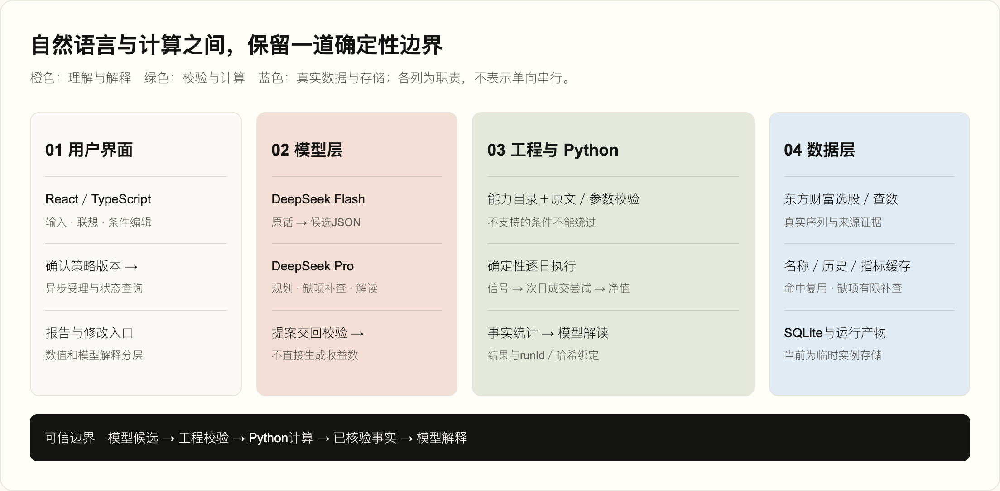 自然语言与计算之间，保留一道确定性边界
橙色：理解与解释　绿色：校验与计算　蓝色：真实数据与存储；各列为职责，不表示单向串行。
01 用户界面
React / TypeScript
输入 · 联想 · 条件编辑
确认策略版本 →
异步受理与状态查询
报告与修改入口
数值和模型解释分层
02 模型层
DeepSeek Flash
原话 → 候选JSON
DeepSeek Pro
规划 · 缺项补查 · 解读
提案交回校验 →
不直接生成收益数
03 工程与 Python
能力目录＋原文 / 参数校验
不支持的条件不能绕过
确定性逐日执行
信号 → 次日成交尝试 → 净值
事实统计 → 模型解读
结果与runId / 哈希绑定
04 数据层
东方财富选股 / 查数
真实序列与来源证据
名称 / 历史 / 指标缓存
命中复用 · 缺项有限补查
SQLite与运行产物
当前为临时实例存储
可信边界　模型候选 → 工程校验 → Python计算 → 已核验事实 → 模型解释